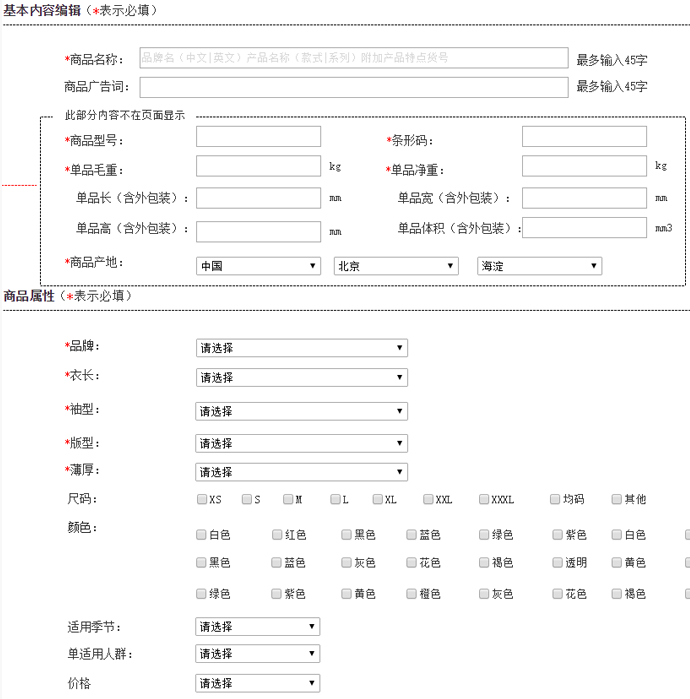 基本内容编辑（*表示必填）
*商品名称： 品牌名（中文|英文）产品名称（款式|系列）附加产品特点货号 最多输入45字
商品广告词： 最多输入45字
此部分内容不在页面显示
*商品型号： *条形码：
*单品毛重： kg *单品净重： kg
单品长（含外包装）： mm 单品宽（含外包装）： mm
单品高（含外包装）： mm 单品体积（含外包装）： mm3
*商品产地： 中国 北京 海淀
商品属性（*表示必填）
*品牌： 请选择
*衣长： 请选择
*袖型： 请选择
*版型： 请选择
*薄厚： 请选择
尺码： XS S M L XL XXL XXXL 均码 其他
颜色： 白色 红色 黑色 蓝色 绿色 紫色 白色
黑色 蓝色 灰色 花色 褐色 透明 黄色
绿色 紫色 黄色 橙色 灰色 花色 褐色
适用季节： 请选择
单适用人群： 请选择
价格 请选择